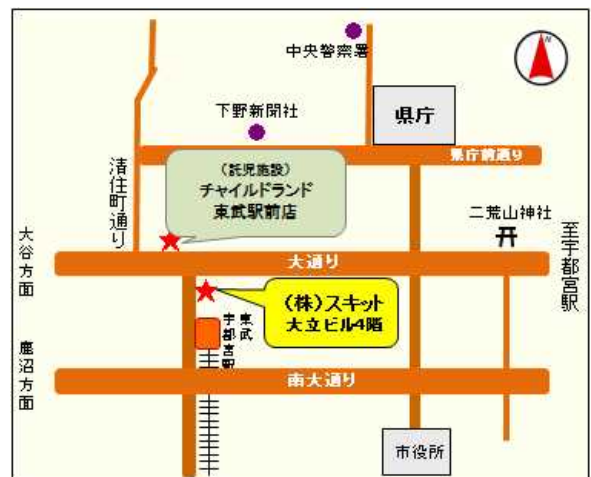 中央警察署
N
下野新聞社
県庁
県庁前通り
清住町通り
(託児施設)
チャイルドランド
東武駅前店
二荒山神社
大谷方面
大通り
至宇都宮駅
(株)スキット
大立ビル4階
東武
宇都宮駅
鹿沼方面
南大通り
市役所